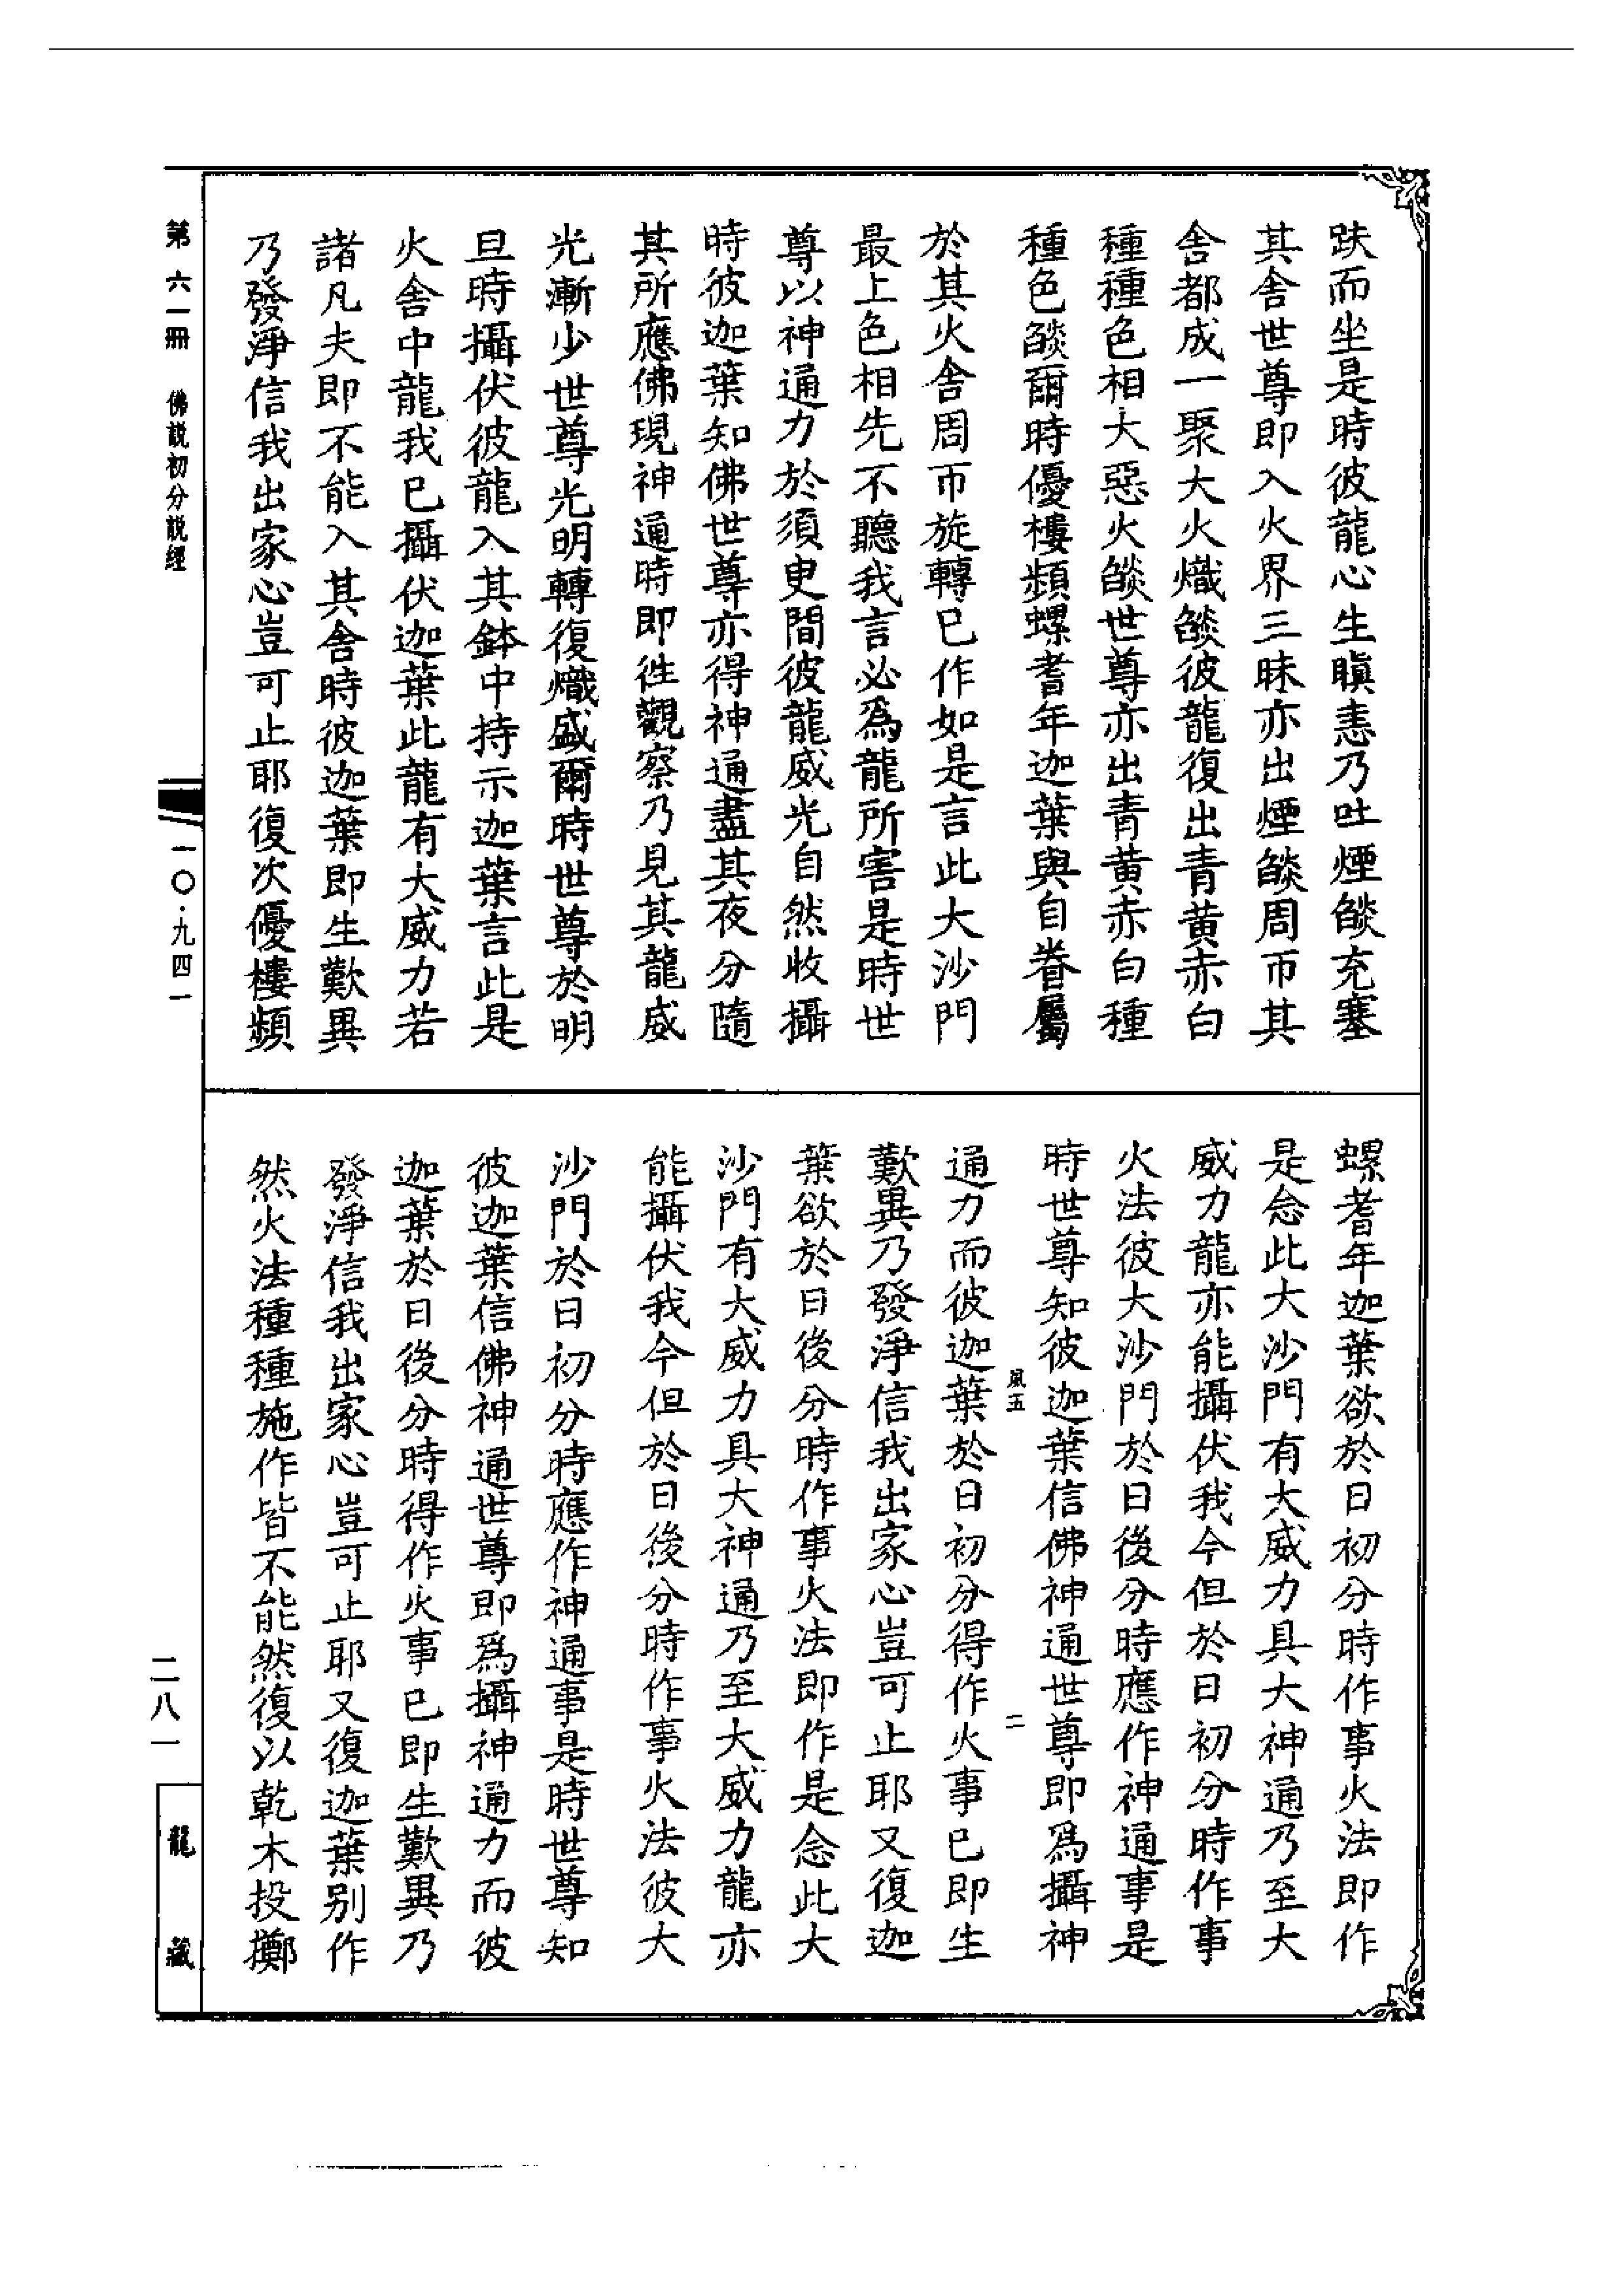 趺而坐是時彼龍心生瞋恚乃吐煙𦦨充塞
其舍世尊即入火界三昧亦出煙𦦨周帀其
舍都成一聚大火熾𦦨彼龍復出青黄赤白
種種色相大惡火𦦨世尊亦出青黄赤白種
種色𦦨爾時優樓頻螺耆年迦葉與自眷屬
於其火舍周帀旋轉已作如是言此大沙門
最上色相先不聽我言必為龍所害是時世
尊以神通力於須臾間彼龍威光自然收攝
時彼迦葉知佛世尊亦得神通盡其夜分隨
其所應佛現神通時即徃觀察乃見其龍威
光漸少世尊光明轉復熾盛爾時世尊於明
旦時攝伏彼龍入其鉢中持示迦葉言此是
火舍中龍我已攝伏迦葉此龍有大威力若
諸凡夫即不能入其舍時彼迦葉即生歎異
乃發淨信我出家心豈可止耶復次優樓頻
螺耆年迦葉欲於日初分時作事火法即作
是念此大沙門有大威力具大神通乃至大
威力龍亦能攝伏我今但於日初分時作事
火法彼大沙門於日後分時應作神通事是
時世尊知彼迦葉信佛神通世尊即為攝神
風五 二
通力而彼迦葉於日初分得作火事已即生
歎異乃發淨信我出家心豈可止耶又復迦
葉欲於日後分時作事火法即作是念此大
沙門有大威力具大神通乃至大威力龍亦
能攝伏我今但於日後分時作事火法彼大
沙門於日初分時應作神通事是時世尊知
彼迦葉信佛神通世尊即為攝神通力而彼
迦葉於日後分時得作火事已即生歎異乃
發淨信我出家心豈可止耶又復迦葉别作
然火法種種施作皆不能然復以乾木投擲
第六一冊 佛説初分説經 一〇·九四一
二八一
龍藏